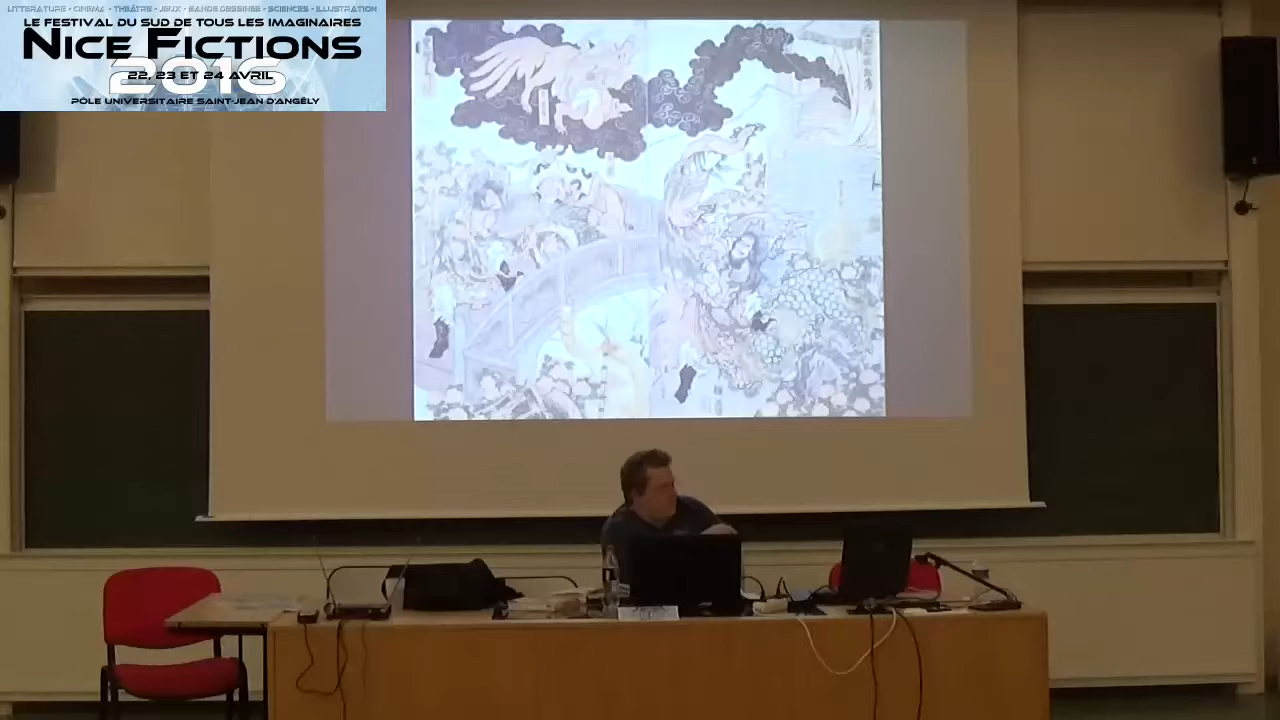 LITTÉRATURE - CINÉMA - THÉÂTRE - JEUX - BANDE DESSINÉE - SCIENCES - ILLUSTRATION
LE FESTIVAL DU SUD DE TOUS LES IMAGINAIRES
NICE FICTIONS
2016
22, 23 ET 24 AVRIL
PÔLE UNIVERSITAIRE SAINT-JEAN D'ANGÉLY